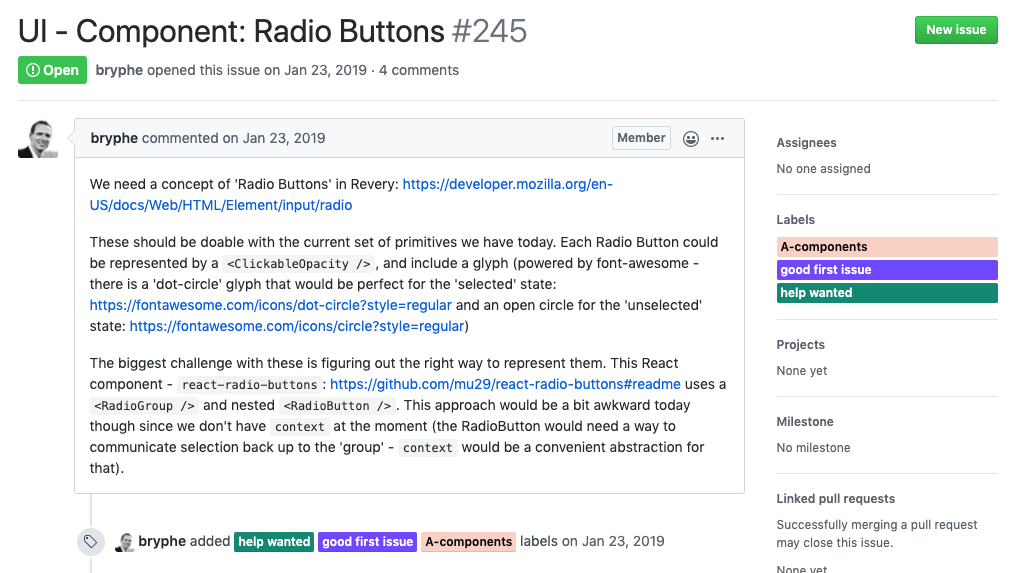 UI - Component: Radio Buttons #245
New issue
Open bryphe opened this issue on Jan 23, 2019 · 4 comments
bryphe commented on Jan 23, 2019
Member
We need a concept of 'Radio Buttons' in Revery: https://developer.mozilla.org/en-
US/docs/Web/HTML/Element/input/radio
These should be doable with the current set of primitives we have today. Each Radio Button could
be represented by a <ClickableOpacity />, and include a glyph (powered by font-awesome -
there is a 'dot-circle' glyph that would be perfect for the 'selected' state:
https://fontawesome.com/icons/dot-circle?style=regular and an open circle for the 'unselected'
state: https://fontawesome.com/icons/circle?style=regular)
The biggest challenge with these is figuring out the right way to represent them. This React
component - react-radio-buttons : https://github.com/mu29/react-radio-buttons#readme uses a
<RadioGroup /> and nested <RadioButton />. This approach would be a bit awkward today
though since we don't have context at the moment (the RadioButton would need a way to
communicate selection back up to the 'group' - context would be a convenient abstraction for
that).
bryphe added help wanted good first issue A-components labels on Jan 23, 2019
Assignees
No one assigned
Labels
A-components
good first issue
help wanted
Projects
None yet
Milestone
No milestone
Linked pull requests
Successfully merging a pull request
may close this issue.
None yet